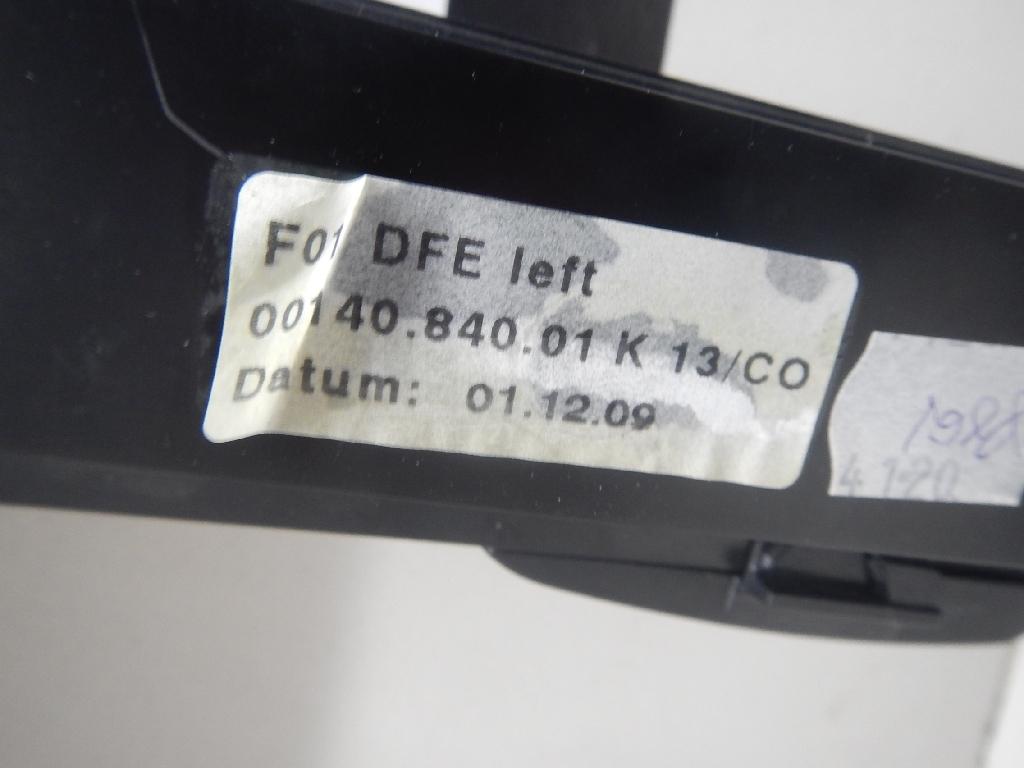 F01 DFE left
00140.840.01 K 13/CO
Datum: 01.12.09